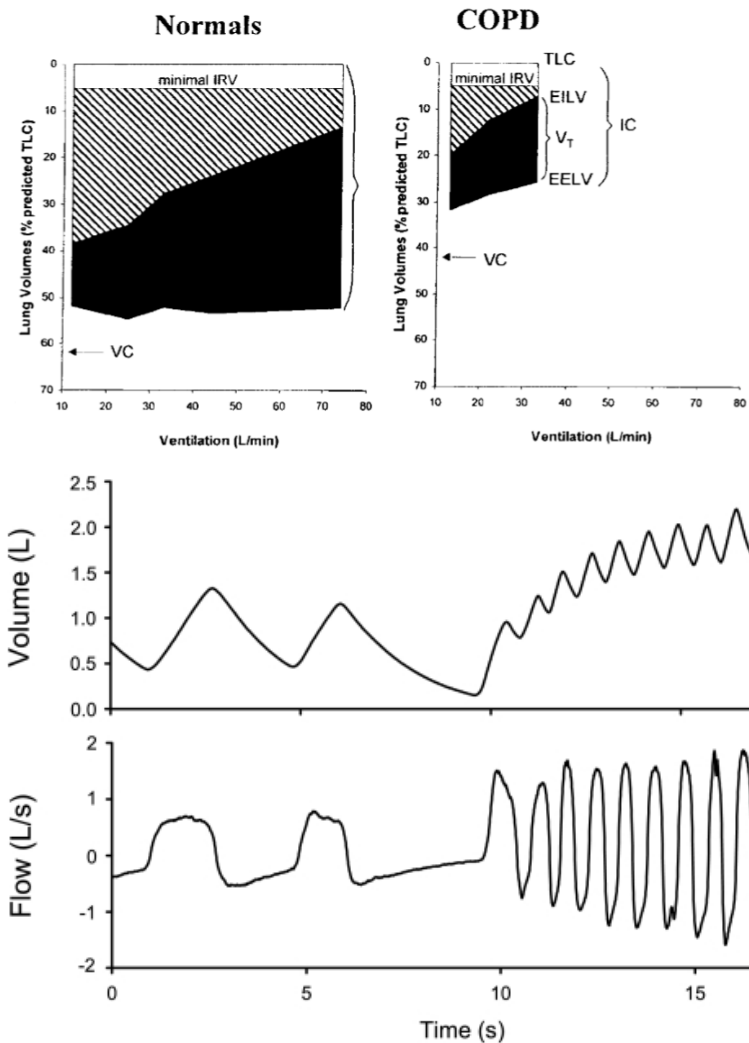 Normals
COPD
Lung Volumes (% predicted TLC)
0
10
20
30
40
50
60
70
minimal IRV
VC
10 20 30 40 50 60 70 80
Ventilation (L/min)
Lung Volumes (% predicted TLC)
0
10
20
30
40
50
60
70
minimal IRV
TLC
EILV
VT
EELV
IC
VC
10 20 30 40 50 60 70 80
Ventilation (L/min)
Volume (L)
2.5
2.0
1.5
1.0
0.5
0.0
Flow (L/s)
2
1
0
-1
-2
0 5 10 15
Time (s)